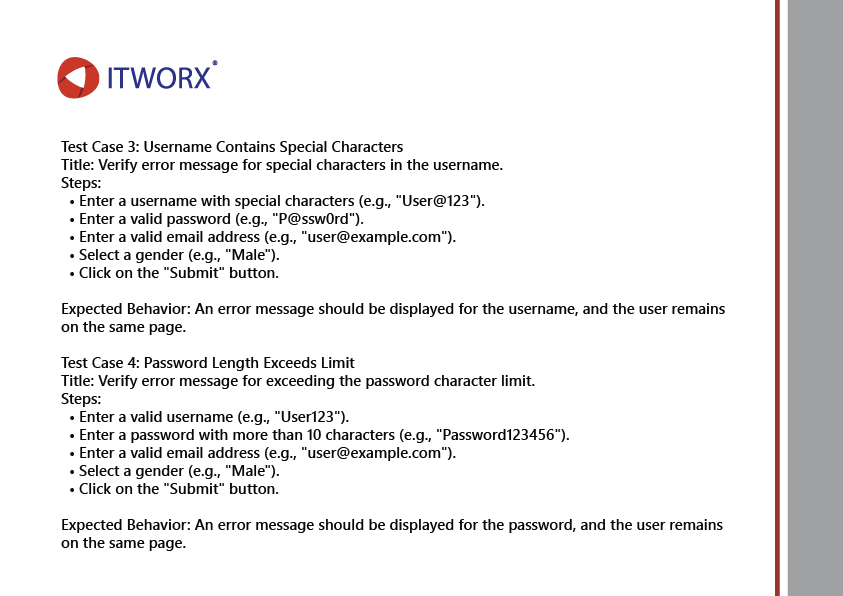 ITWORX®
Test Case 3: Username Contains Special Characters
Title: Verify error message for special characters in the username.
Steps:
• Enter a username with special characters (e.g., "User@123").
• Enter a valid password (e.g., "P@ssw0rd").
• Enter a valid email address (e.g., "user@example.com").
• Select a gender (e.g., "Male").
• Click on the "Submit" button.
Expected Behavior: An error message should be displayed for the username, and the user remains
on the same page.
Test Case 4: Password Length Exceeds Limit
Title: Verify error message for exceeding the password character limit.
Steps:
• Enter a valid username (e.g., "User123").
• Enter a password with more than 10 characters (e.g., "Password123456").
• Enter a valid email address (e.g., "user@example.com").
• Select a gender (e.g., "Male").
• Click on the "Submit" button.
Expected Behavior: An error message should be displayed for the password, and the user remains
on the same page.